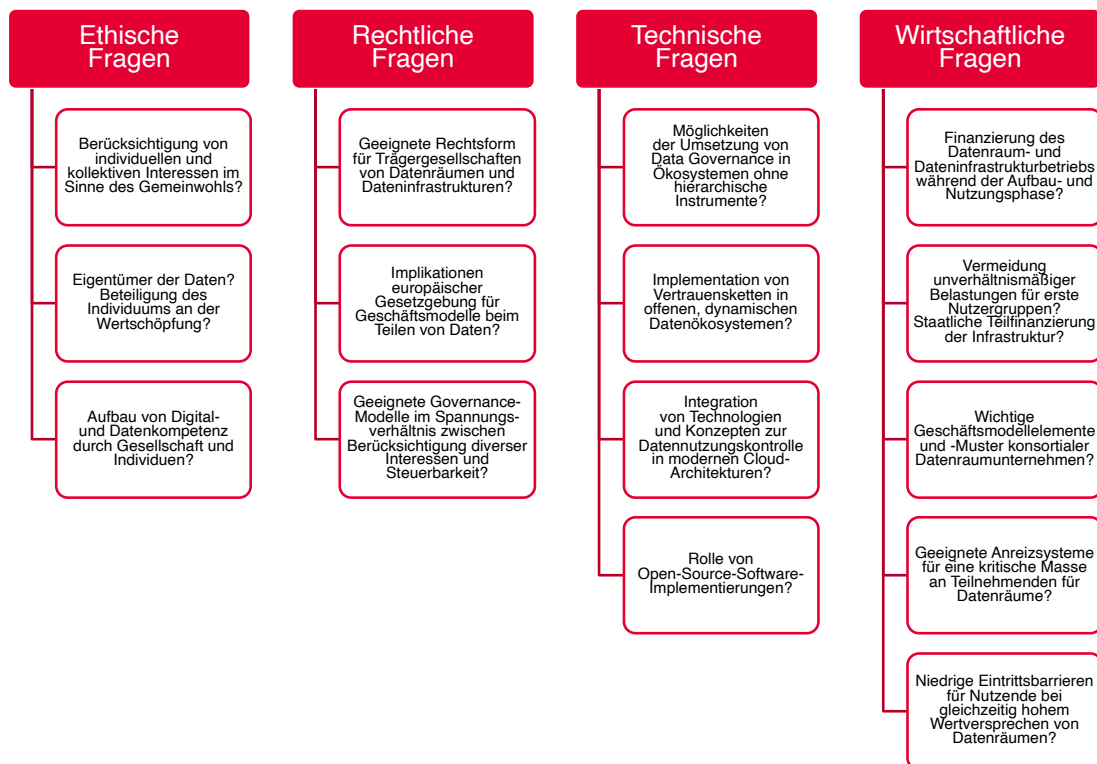 Ethische
Fragen
Berücksichtigung von
individuellen und
kollektiven Interessen im
Sinne des Gemeinwohls?
Eigentümer der Daten?
Beteiligung des
Individuums an der
Wertschöpfung?
Aufbau von Digital-
und Datenkompetenz
durch Gesellschaft und
Individuen?
Rechtliche
Fragen
Geeignete Rechtsform
für Trägergesellschaften
von Datenräumen und
Dateninfrastrukturen?
Implikationen
europäischer
Gesetzgebung für
Geschäftsmodelle beim
Teilen von Daten?
Geeignete Governance-
Modelle im Spannungs-
verhältnis zwischen
Berücksichtigung diverser
Interessen und
Steuerbarkeit?
Technische
Fragen
Möglichkeiten
der Umsetzung von
Data Governance in
Ökosystemen ohne
hierarchische
Instrumente?
Implementation von
Vertrauensketten in
offenen, dynamischen
Datenökosystemen?
Integration
von Technologien
und Konzepten zur
Datennutzungskontrolle
in modernen Cloud-
Architekturen?
Rolle von
Open-Source-Software-
Implementierungen?
Wirtschaftliche
Fragen
Finanzierung des
Datenraum- und
Dateninfrastrukturbetriebs
während der Aufbau- und
Nutzungsphase?
Vermeidung
unverhältnismäßiger
Belastungen für erste
Nutzergruppen?
Staatliche Teilfinanzierung
der Infrastruktur?
Wichtige
Geschäftsmodellelemente
und -Muster konsortialer
Datenraumunternehmen?
Geeignete Anreizsysteme
für eine kritische Masse
an Teilnehmenden für
Datenräume?
Niedrige Eintrittsbarrieren
für Nutzende bei
gleichzeitig hohem
Wertversprechen von
Datenräumen?